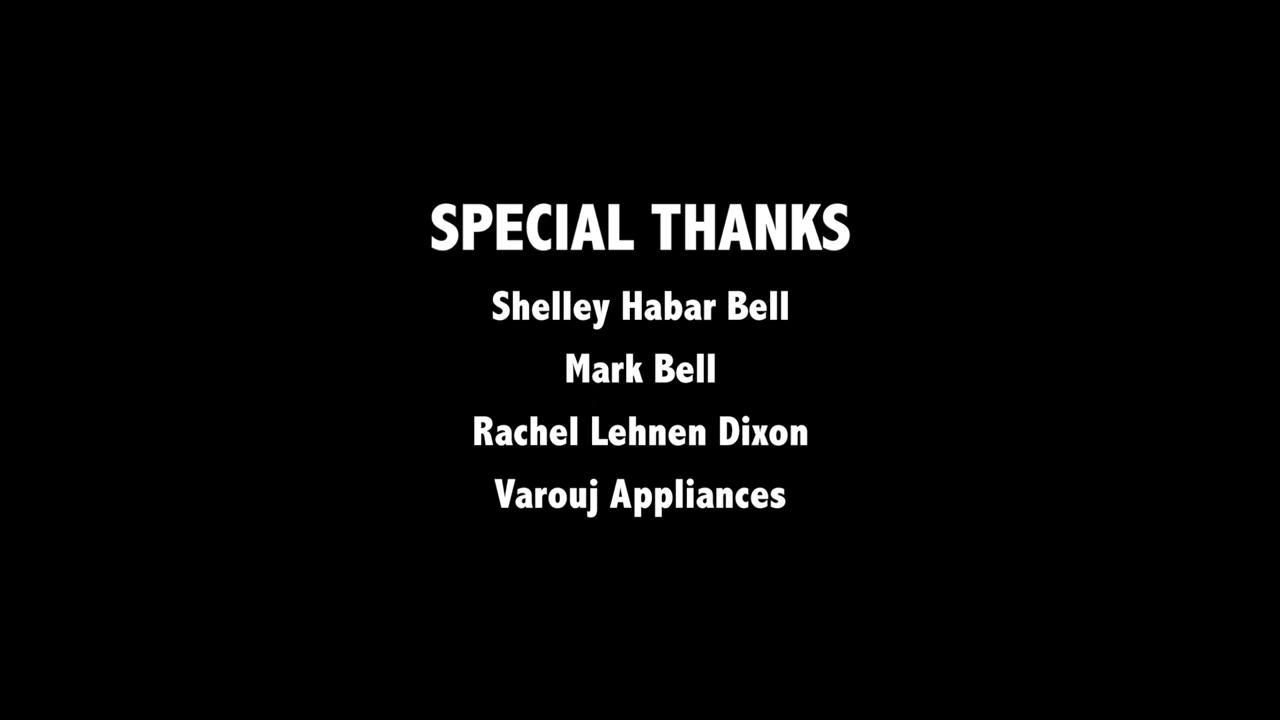 SPECIAL THANKS
Shelley Habar Bell
Mark Bell
Rachel Lehnen Dixon
Varouj Appliances